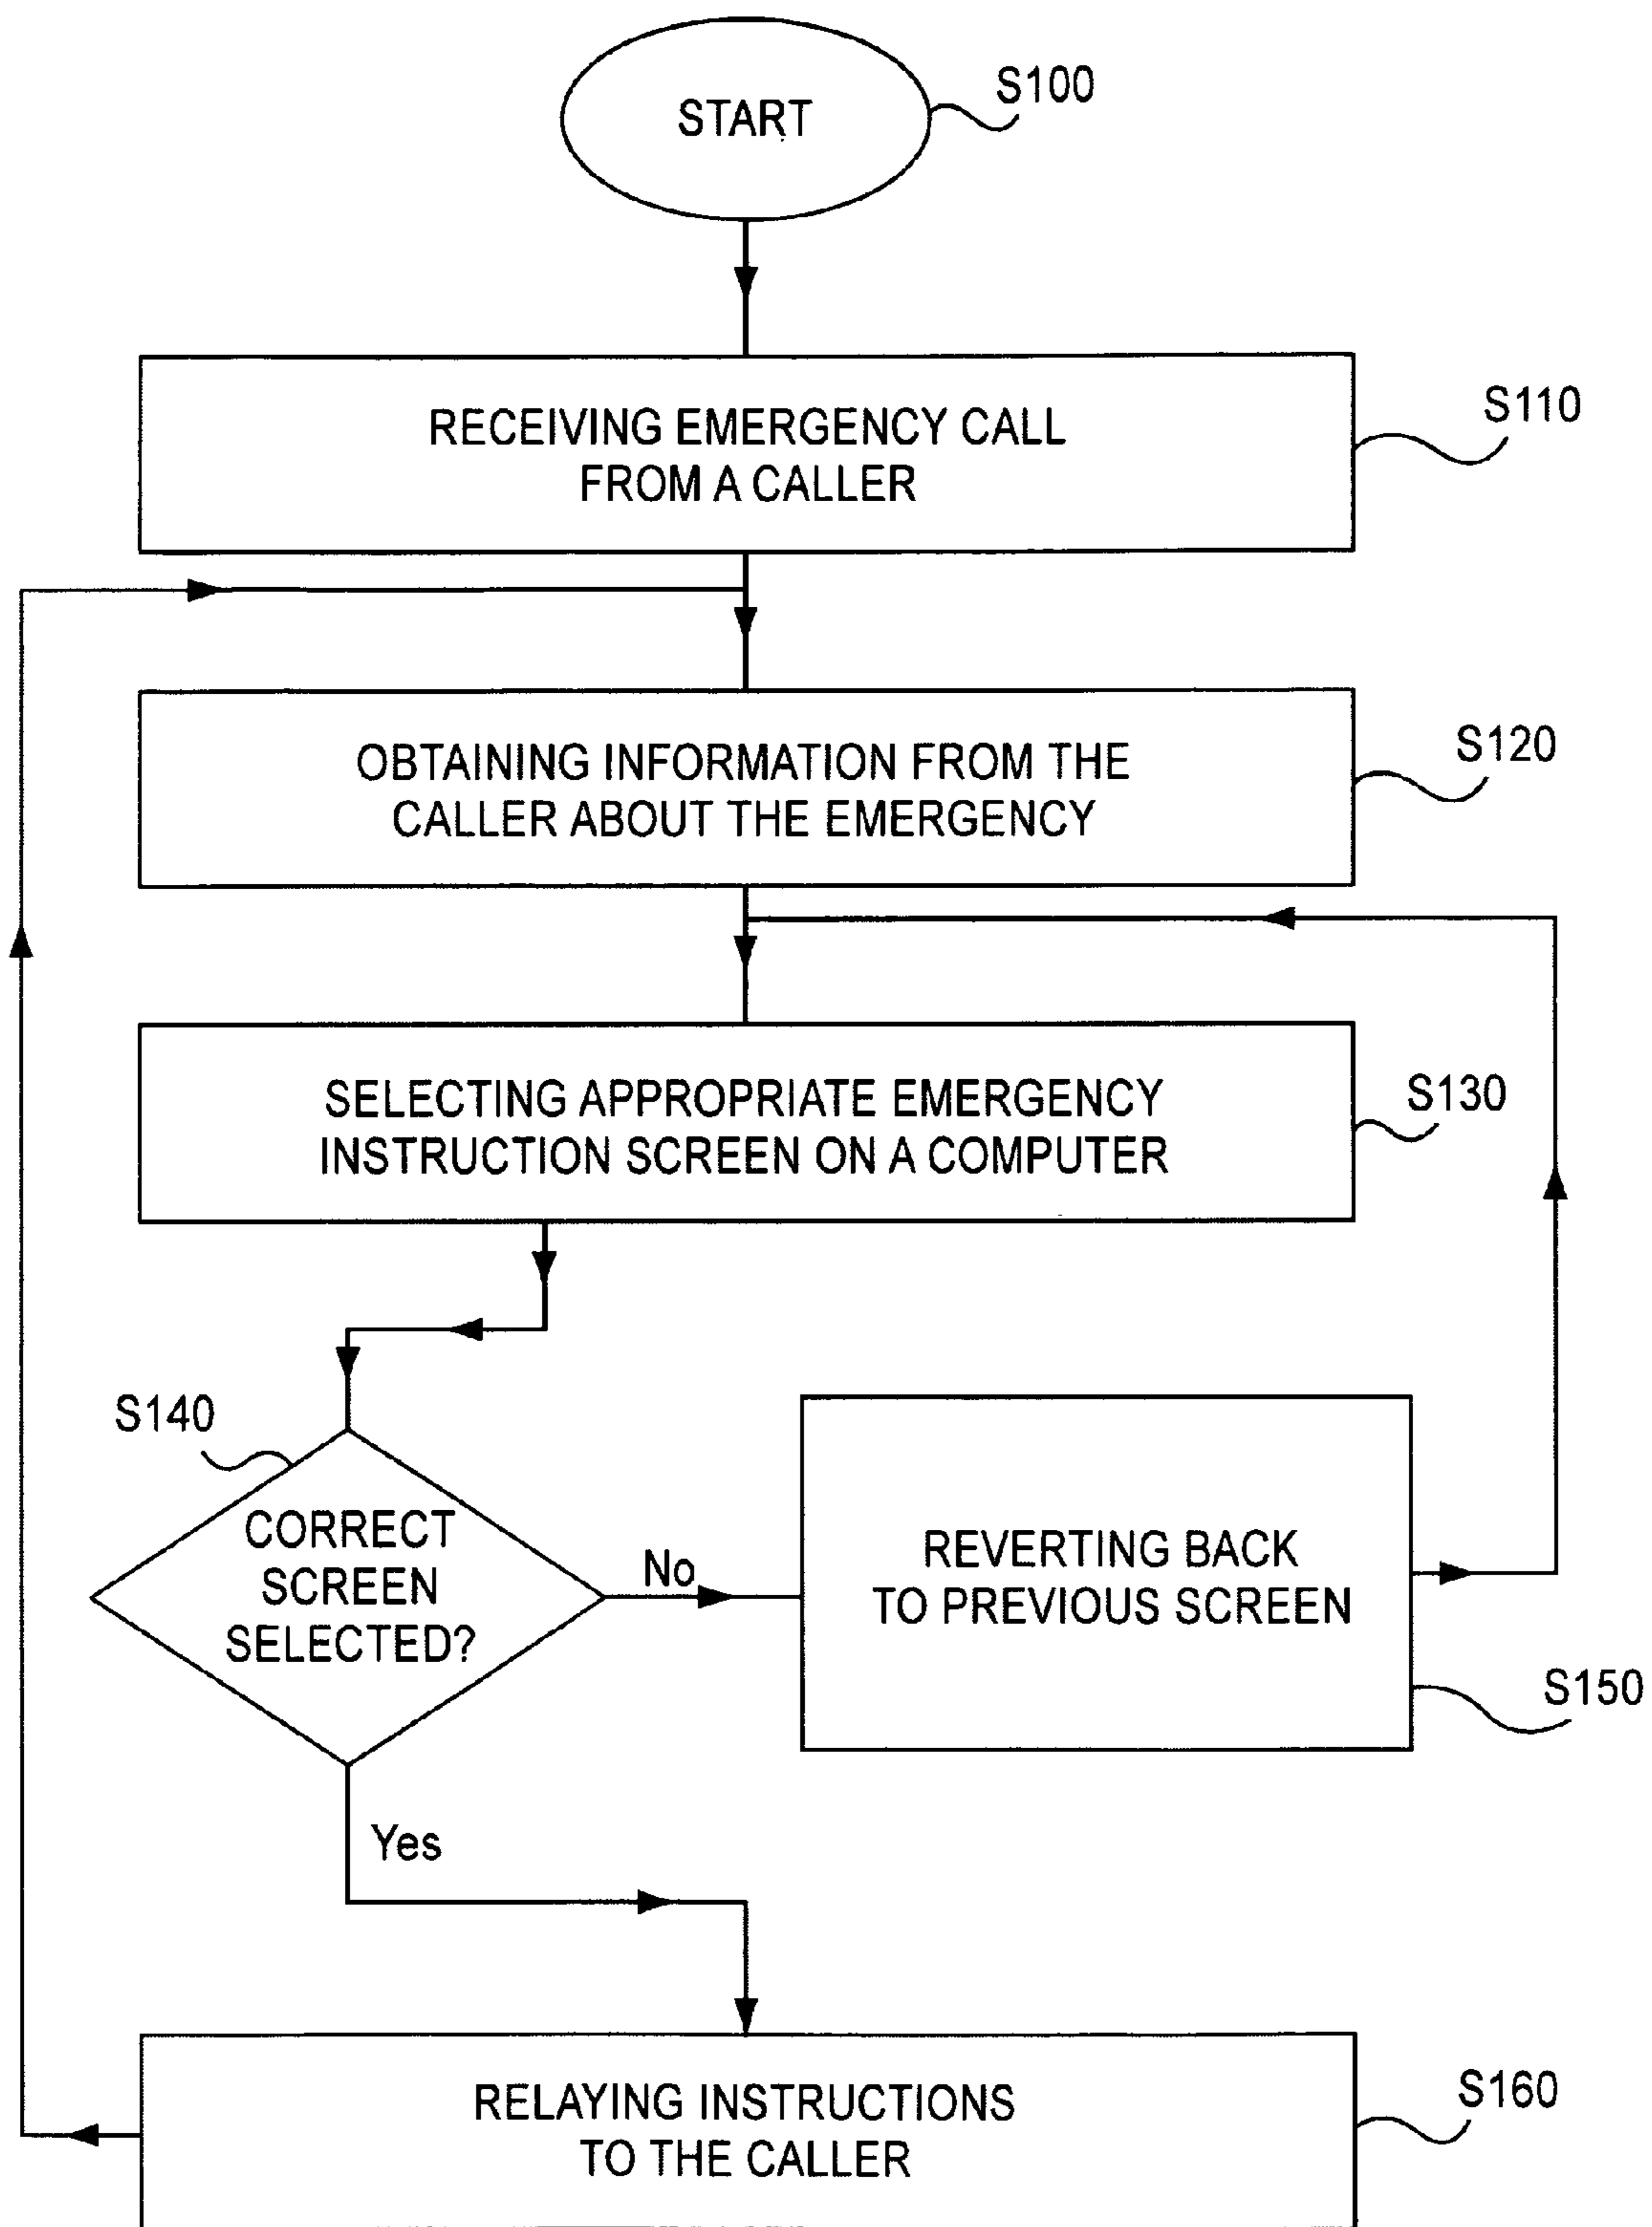 START
S100
RECEIVING EMERGENCY CALL
FROM A CALLER
S110
OBTAINING INFORMATION FROM THE
CALLER ABOUT THE EMERGENCY
S120
SELECTING APPROPRIATE EMERGENCY
INSTRUCTION SCREEN ON A COMPUTER
S130
S140
CORRECT
SCREEN
SELECTED?
No
REVERTING BACK
TO PREVIOUS SCREEN
S150
Yes
RELAYING INSTRUCTIONS
TO THE CALLER
S160